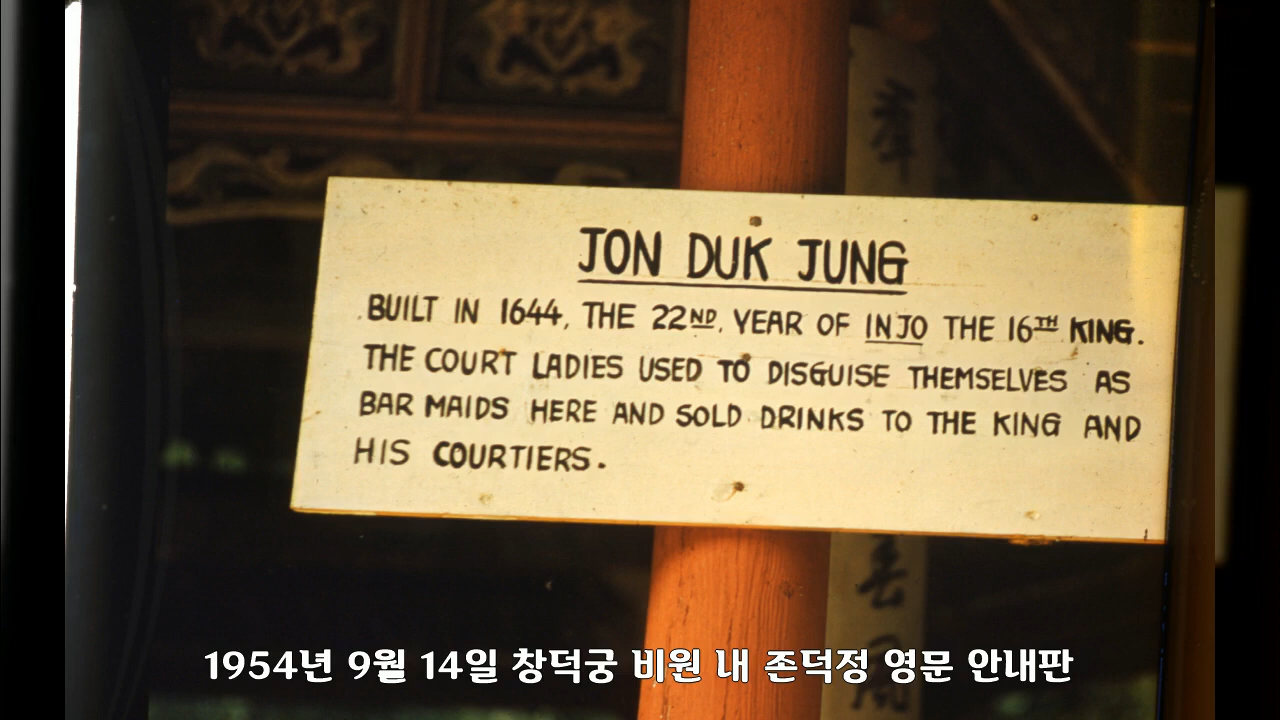 JON DUK JUNG
BUILT IN 1644, THE 22ND. YEAR OF INJO THE 16TH KING.
THE COURT LADIES USED TO DISGUISE THEMSELVES AS
BAR MAIDS HERE AND SOLD DRINKS TO THE KING AND
HIS COURTIERS.
春風
1954년 9월 14일 창덕궁 비원 내 존덕정 영문 안내판